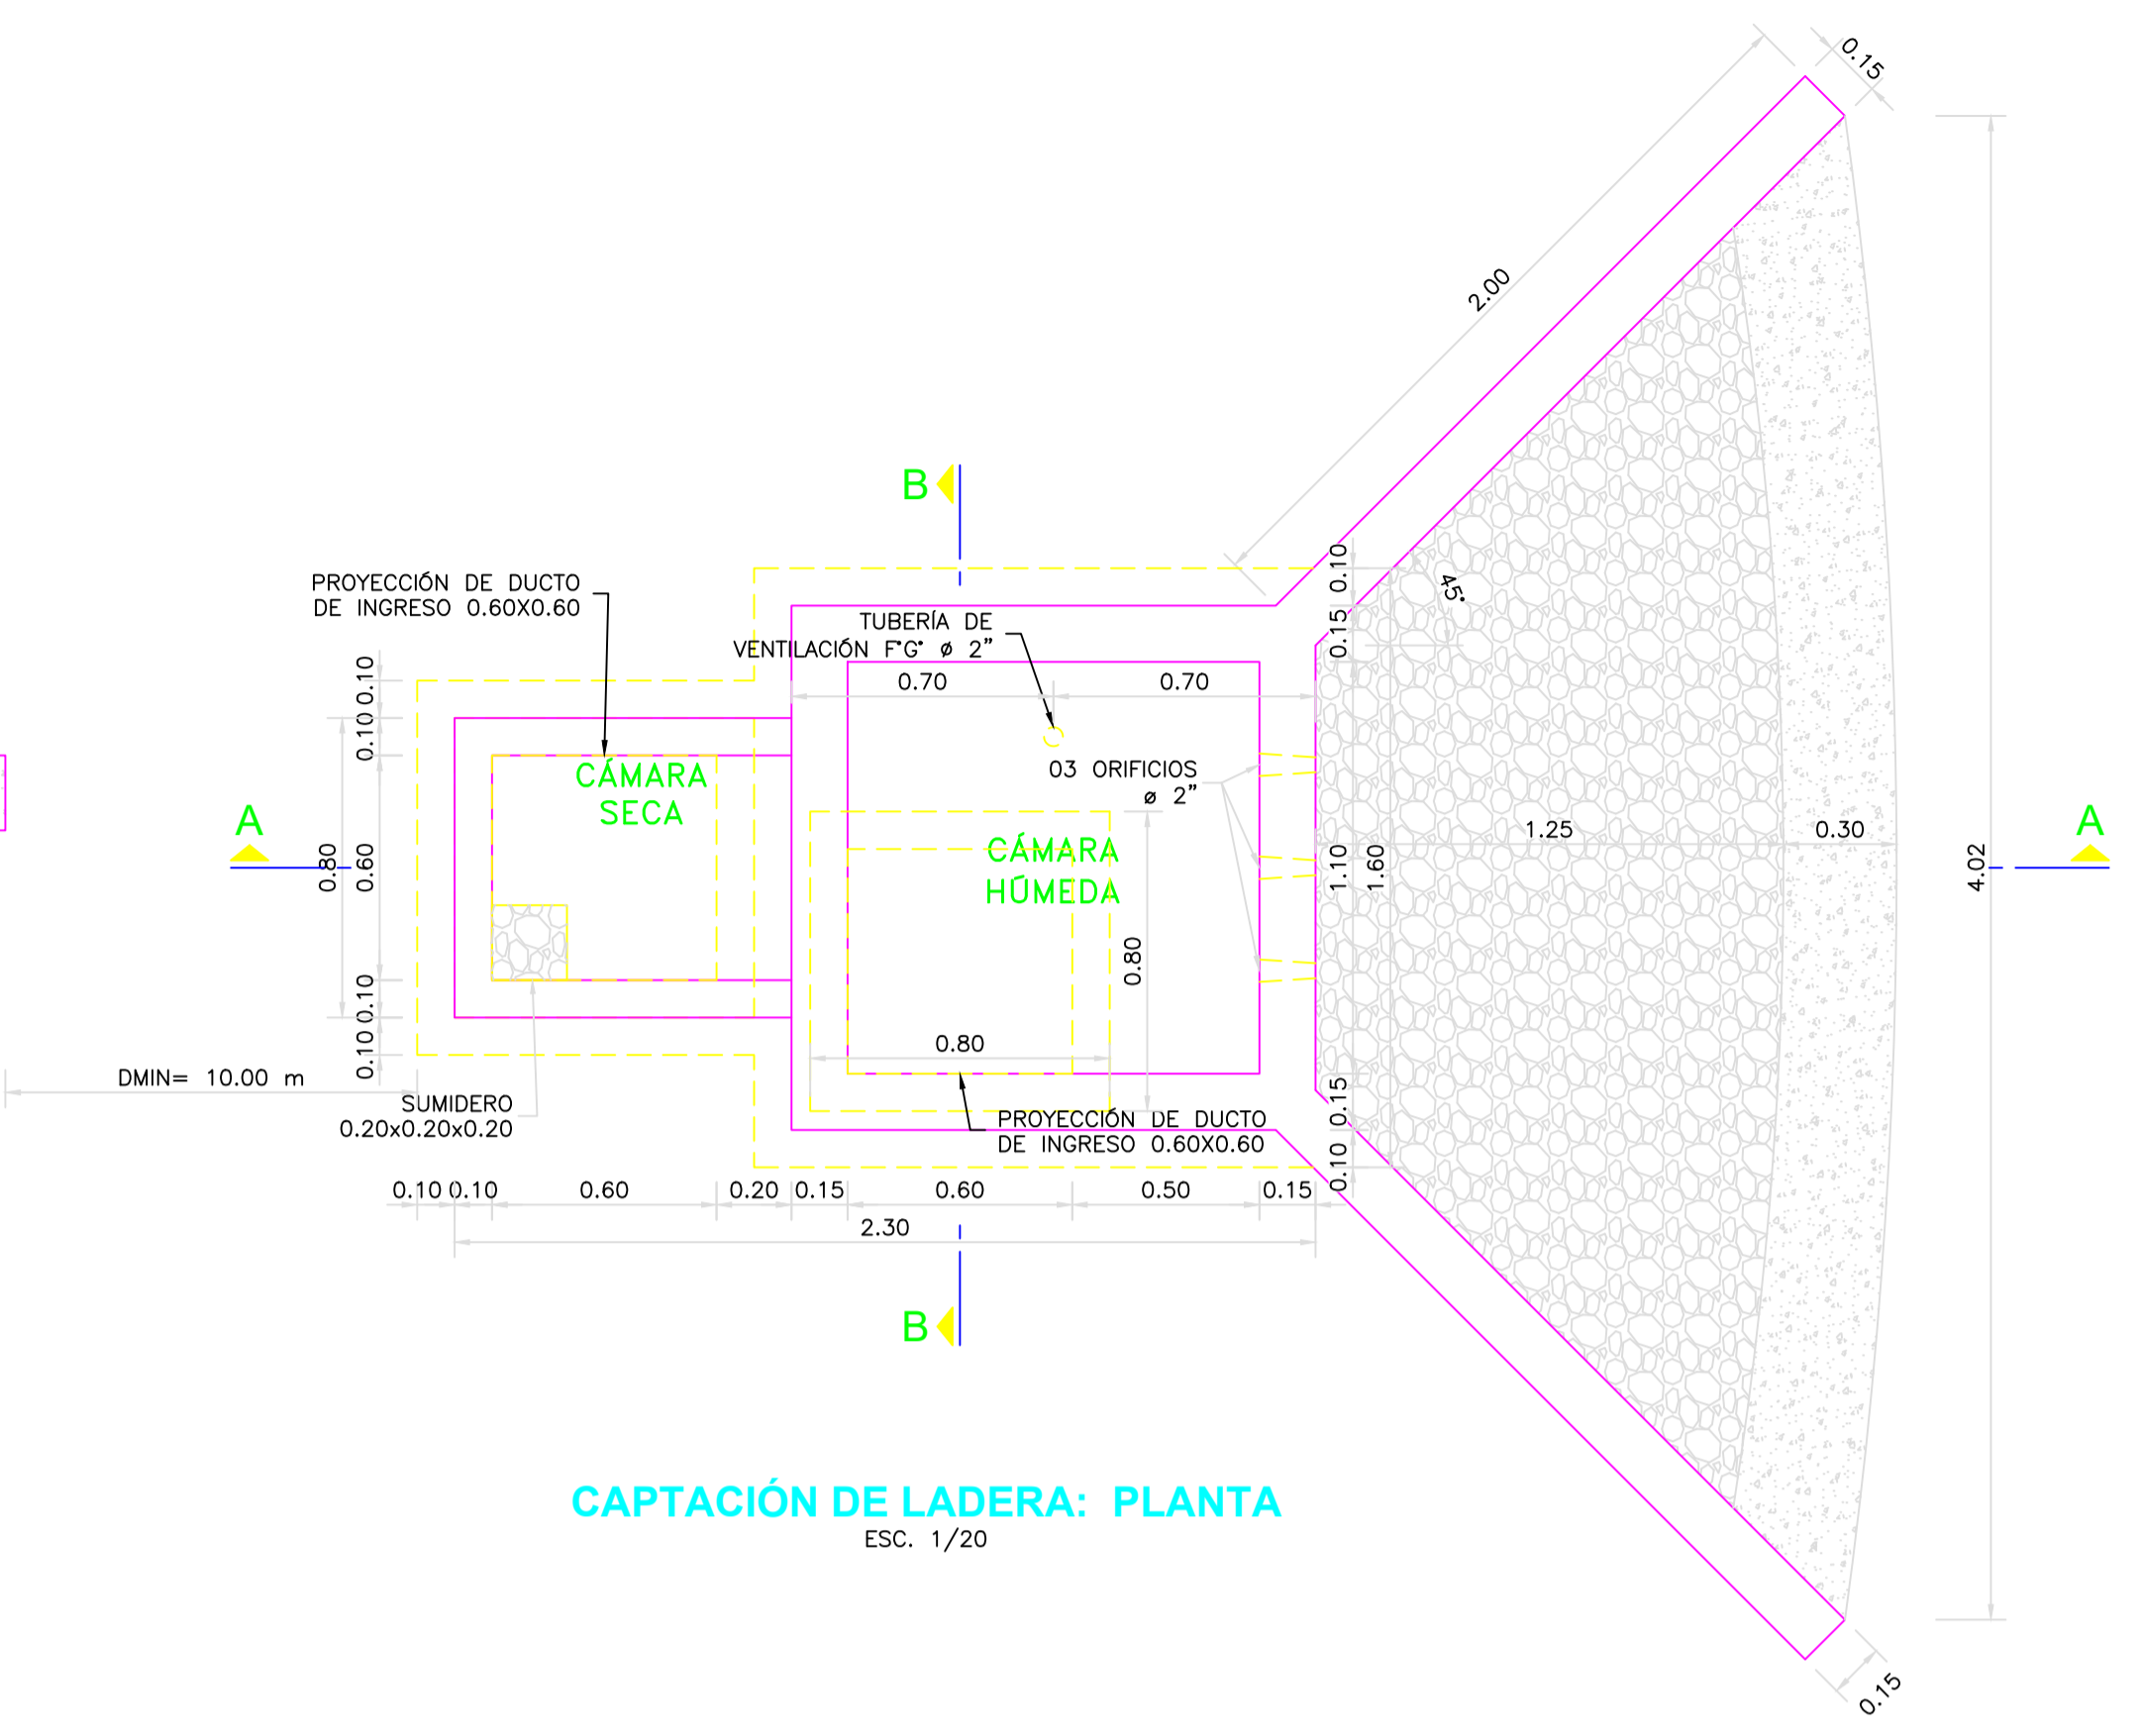 0.15
2.00
B
0.10
45°
PROYECCIÓN DE DUCTO
DE INGRESO 0.60X0.60
TUBERÍA DE
VENTILACIÓN F°G° ø 2"
0.15
0.10
0.70
0.70
0.10
CÁMARA
SECA
03 ORIFICIOS
ø 2"
A
CÁMARA
HÚMEDA
0.80
0.60
1.10
1.60
1.25
0.30
4.02
A
0.80
0.10
0.10
0.80
DMIN= 10.00 m
SUMIDERO
0.20x0.20x0.20
PROYECCIÓN DE DUCTO
DE INGRESO 0.60X0.60
0.15
0.10
0.10
0.10
0.60
0.20
0.15
0.60
0.50
0.15
2.30
B
CAPTACIÓN DE LADERA: PLANTA
ESC. 1/20
0.15